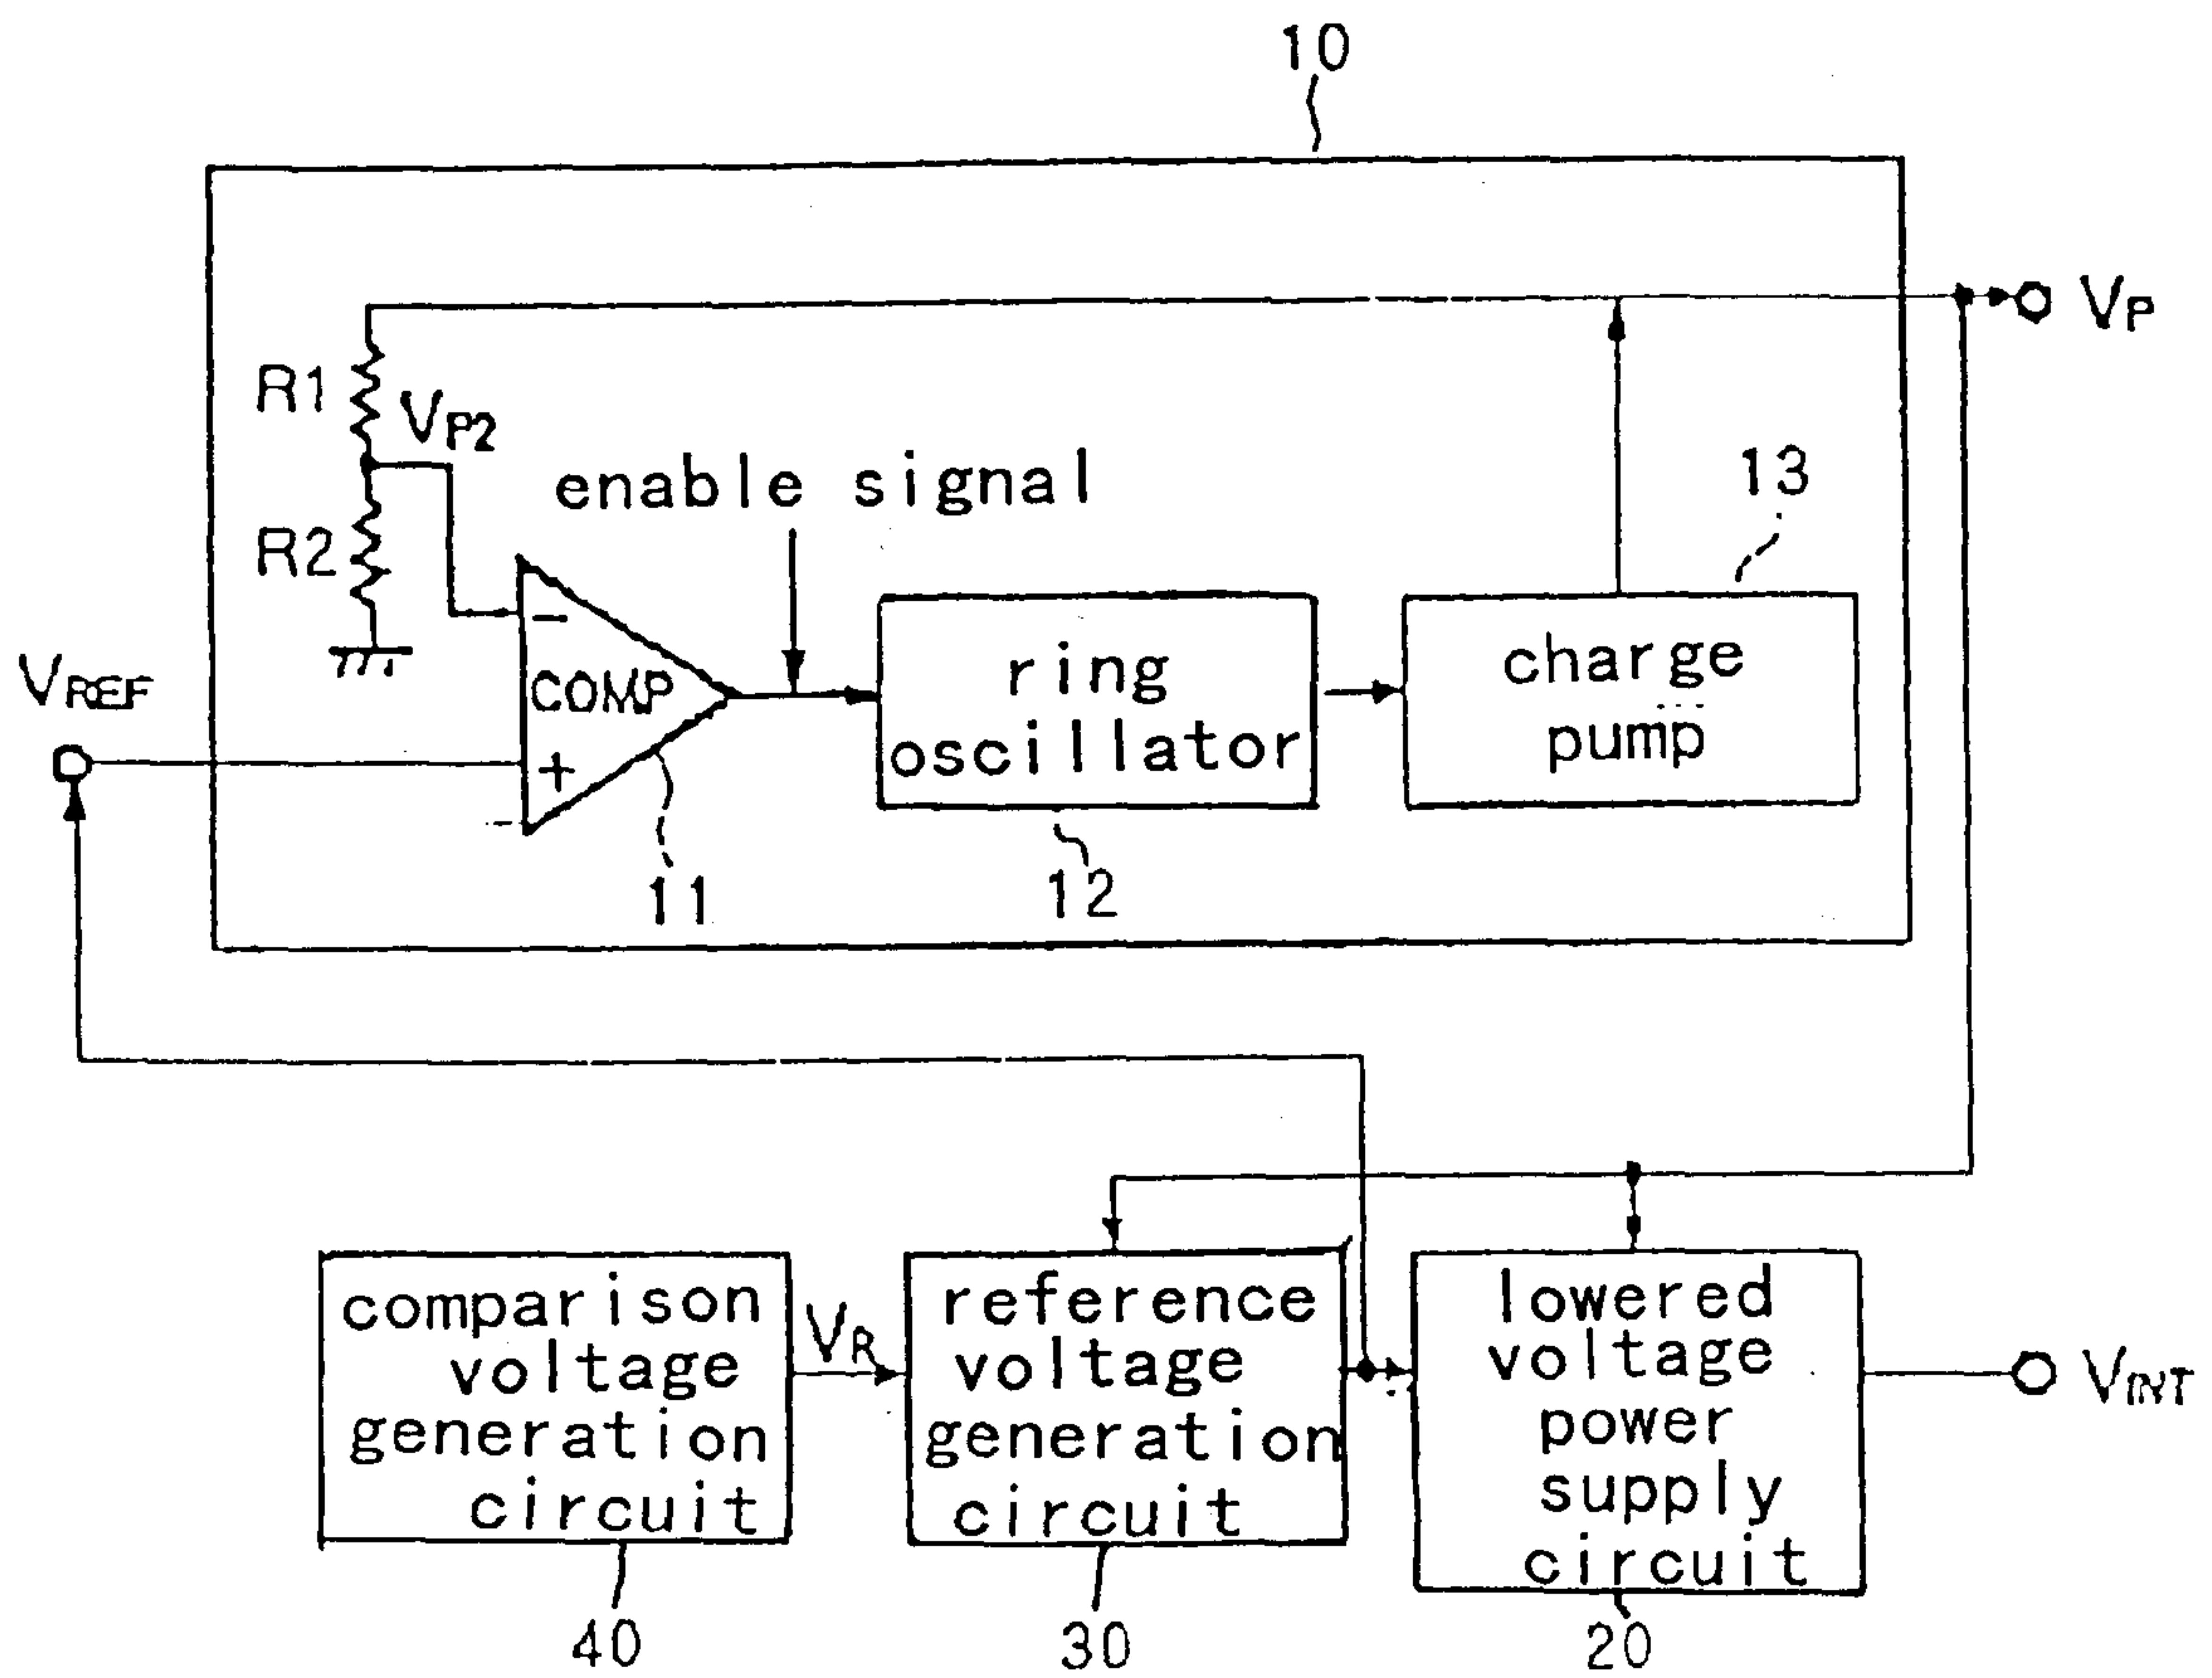 10
VP
R1
VP2
enable signal
13
R2
VREF
-
COMP
+
ring
oscillator
charge
pump
11
12
comparison
voltage
generation
circuit
VR
reference
voltage
generation
circuit
lowered
voltage
power
supply
circuit
VINT
40
30
20